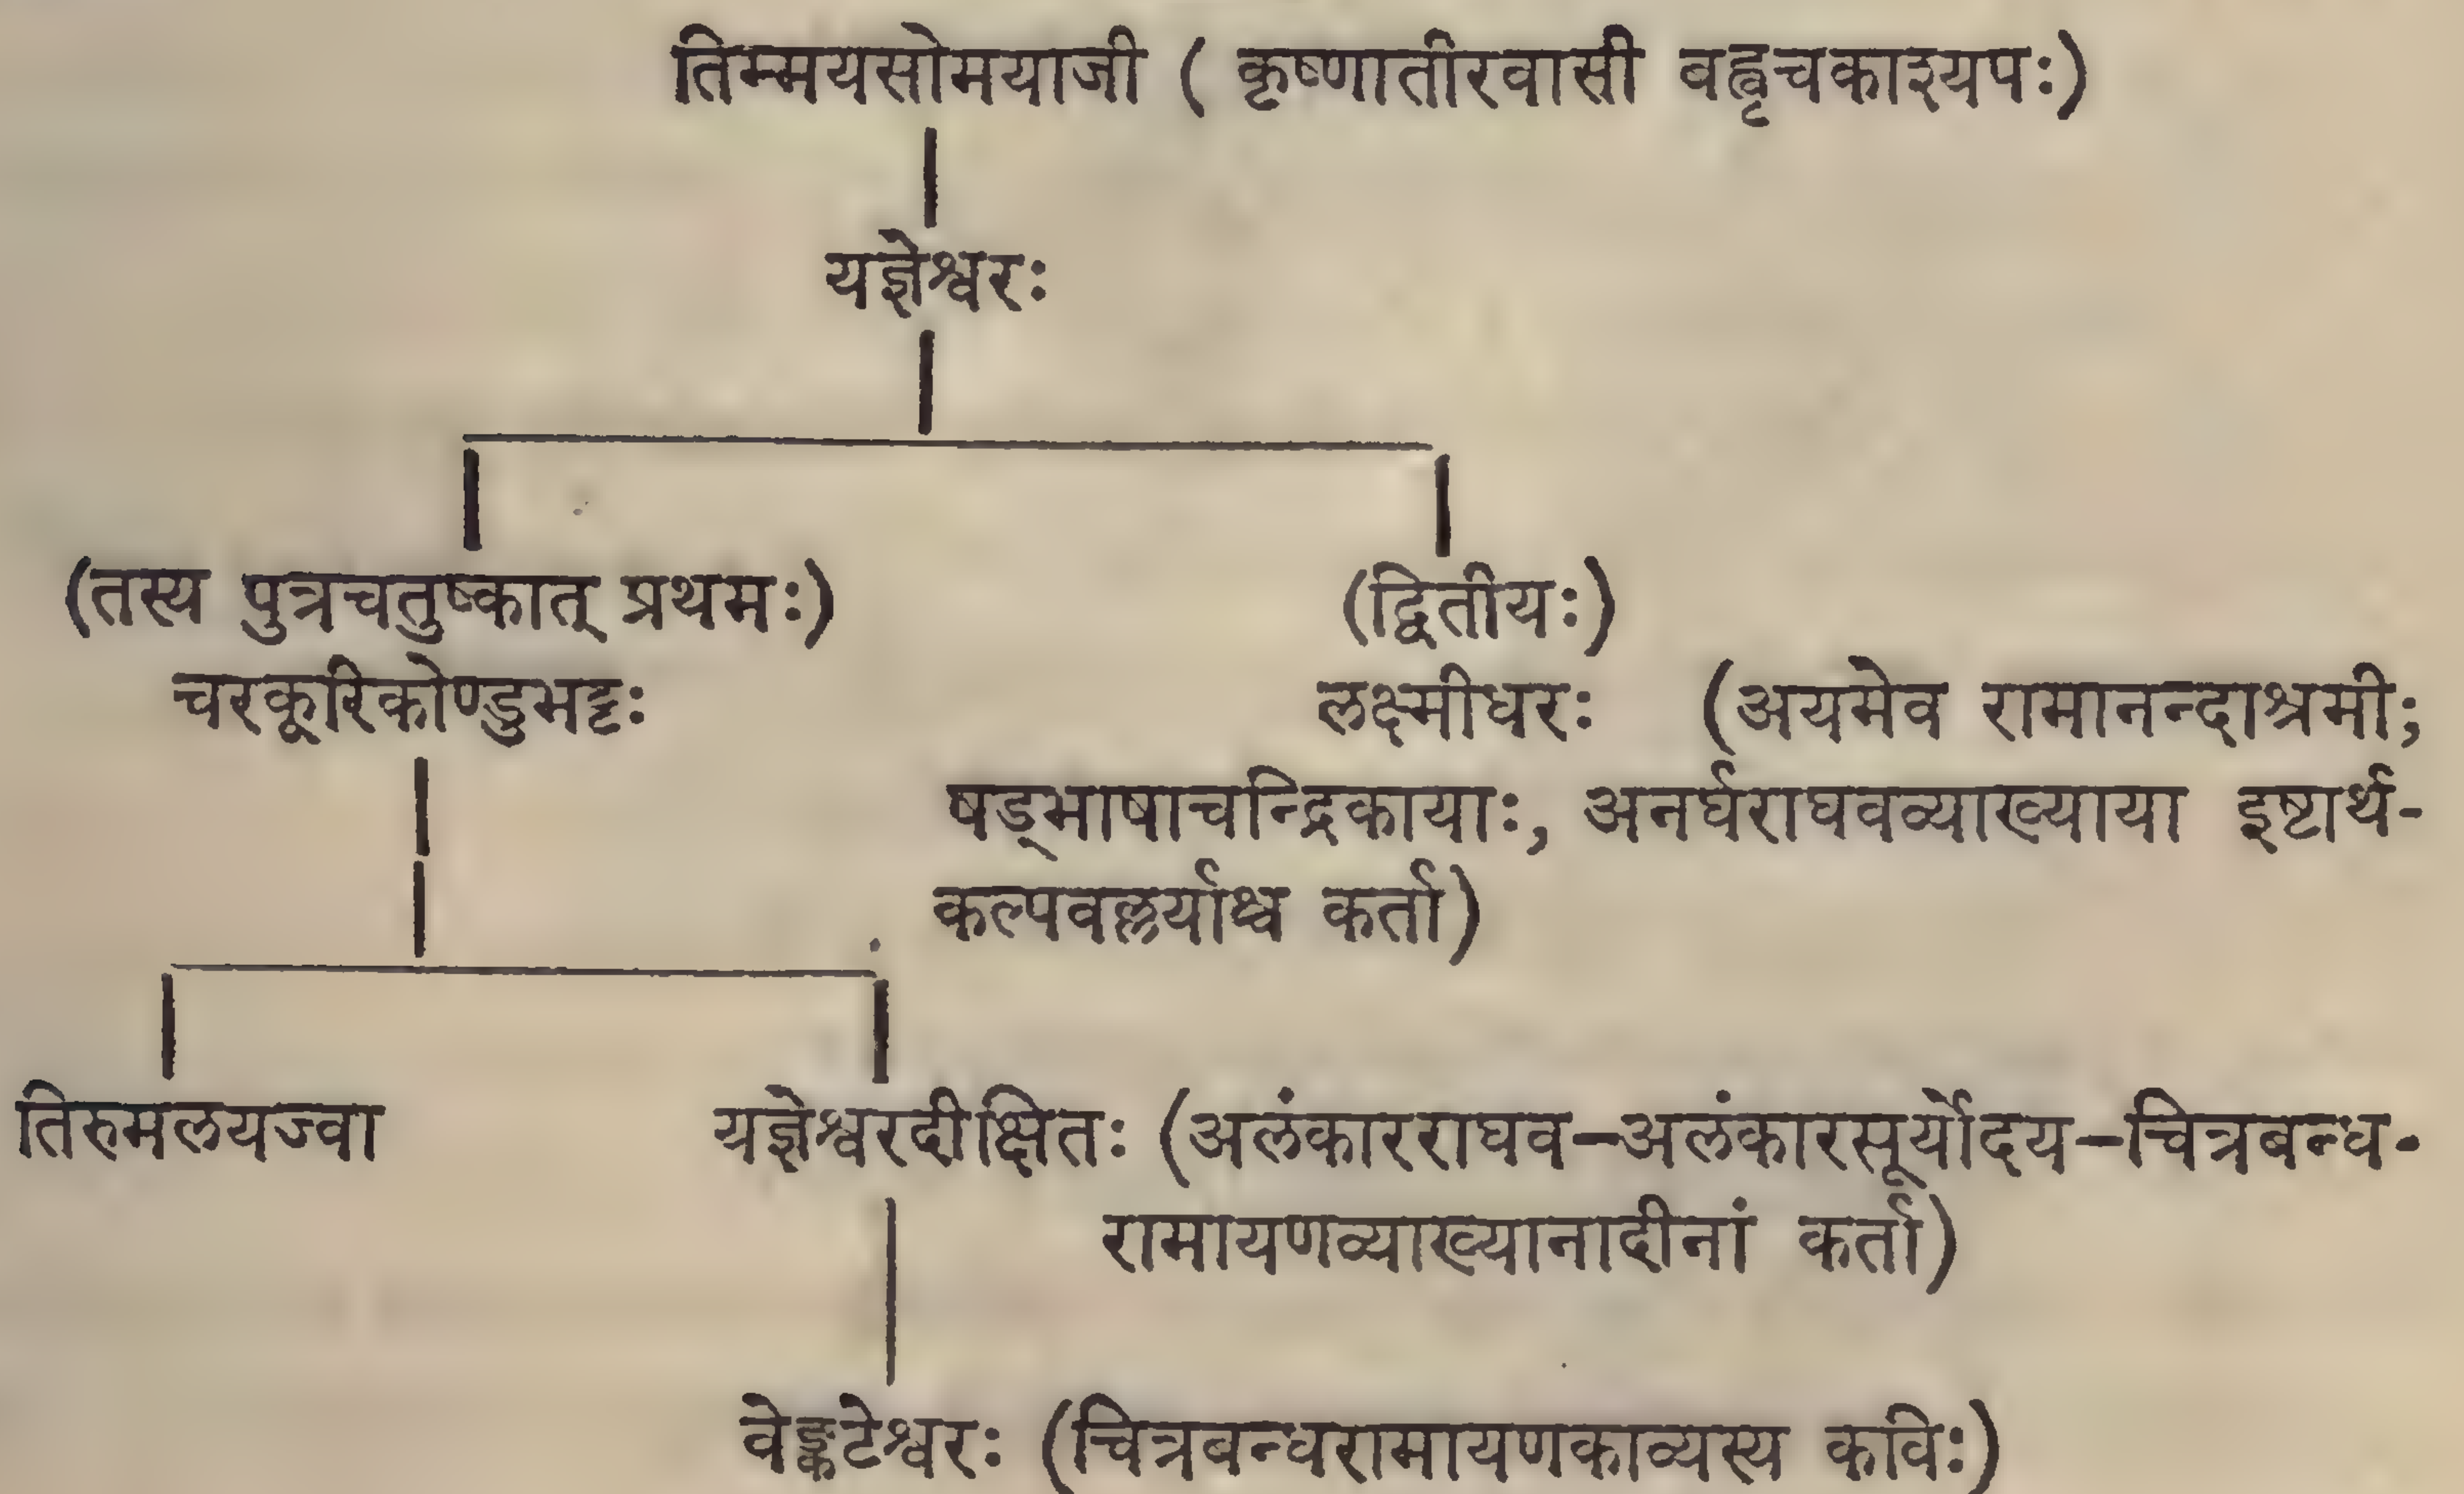 तिम्मयसोमयाजी ( कृष्णातीरवासी बह्वृचकाश्यपः)
यज्ञेश्वरः
(तस्य पुत्रचतुष्कात् प्रथमः) (द्वितीयः)
चरकूरिकोण्डुभट्टः लक्ष्मीधरः (अयमेव रामानन्दाश्रमी;
षड्भाषाचन्द्रिकायाः, अनर्घराघवव्याख्याया इष्टार्थ-
कल्पवल्लर्याश्च कर्ता)
तिरुमलयज्वा यज्ञेश्वरदीक्षितः (अलंकारराघव–अलंकारसूर्योदय–चित्रबन्ध-
रामायणव्याख्यानादीनां कर्ता)
वेङ्कटेश्वरः (चित्रबन्धरामायणकाव्यस्य कविः)